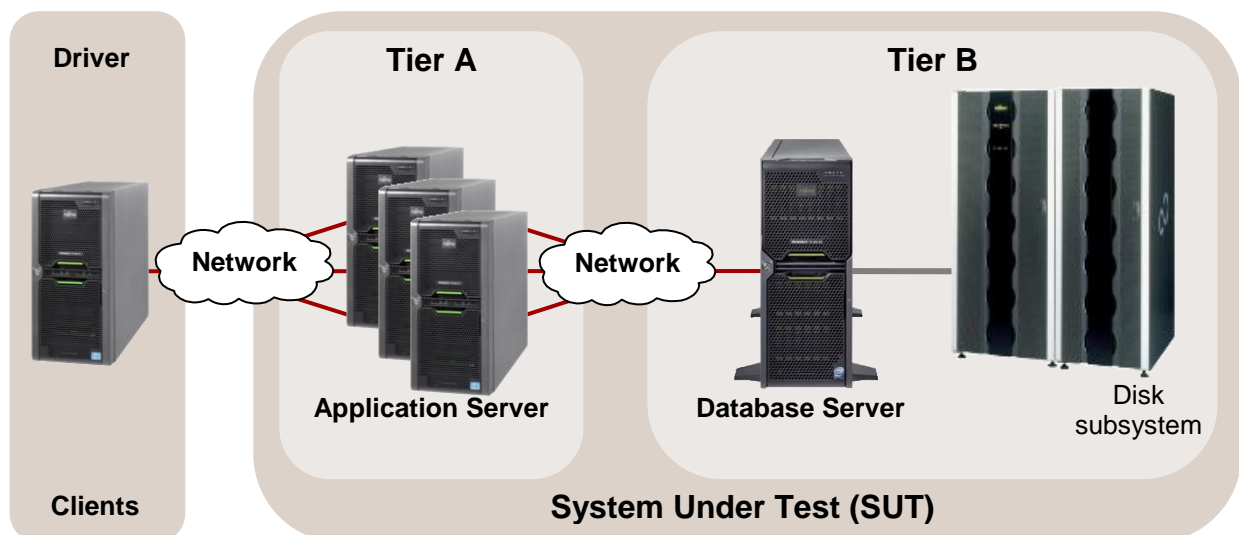 Driver
Tier A
Tier B
Network
Network
Application Server
Database Server
Disk
subsystem
Clients
System Under Test (SUT)